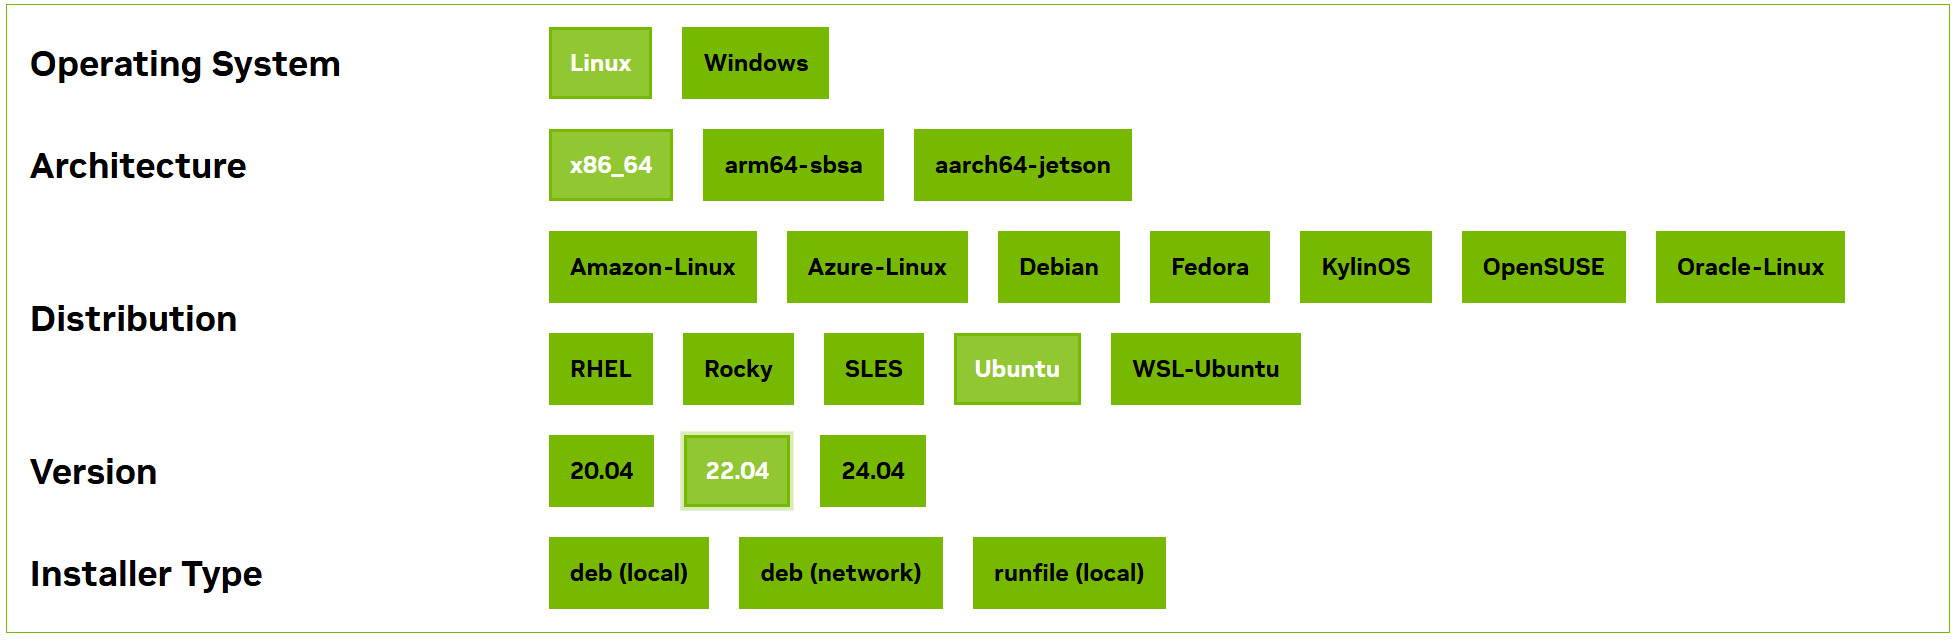 Operating System
Linux Windows
Architecture
x86_64 arm64-sbsa aarch64-jetson
Distribution
Amazon-Linux Azure-Linux Debian Fedora KylinOS OpenSUSE Oracle-Linux
RHEL Rocky SLES Ubuntu WSL-Ubuntu
Version
20.04 22.04 24.04
Installer Type
deb (local) deb (network) runfile (local)